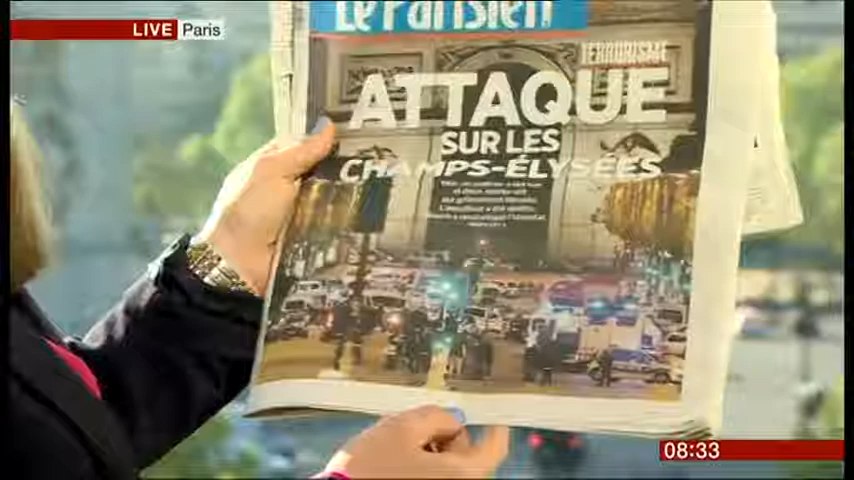 LIVE Paris
Le Parisien
TERRORISME
ATTAQUE
SUR LES
CHAMPS-ÉLYSÉES
08:33